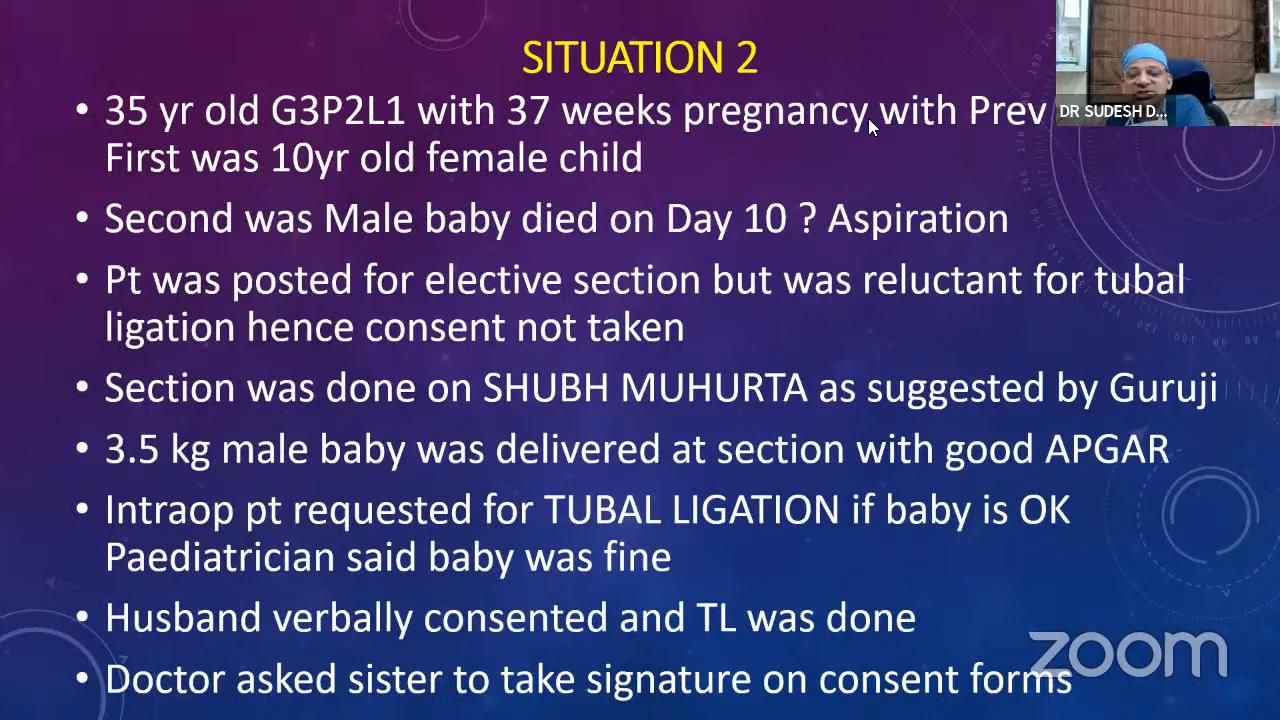 SITUATION 2
• 35 yr old G3P2L1 with 37 weeks pregnancy with Prev
DR SUDESH D...
First was 10yr old female child
• Second was Male baby died on Day 10 ? Aspiration
• Pt was posted for elective section but was reluctant for tubal
ligation hence consent not taken
• Section was done on SHUBH MUHURTA as suggested by Guruji
• 3.5 kg male baby was delivered at section with good APGAR
• Intraop pt requested for TUBAL LIGATION if baby is OK
Paediatrician said baby was fine
• Husband verbally consented and TL was done
• Doctor asked sister to take signature on consent forms
zoom